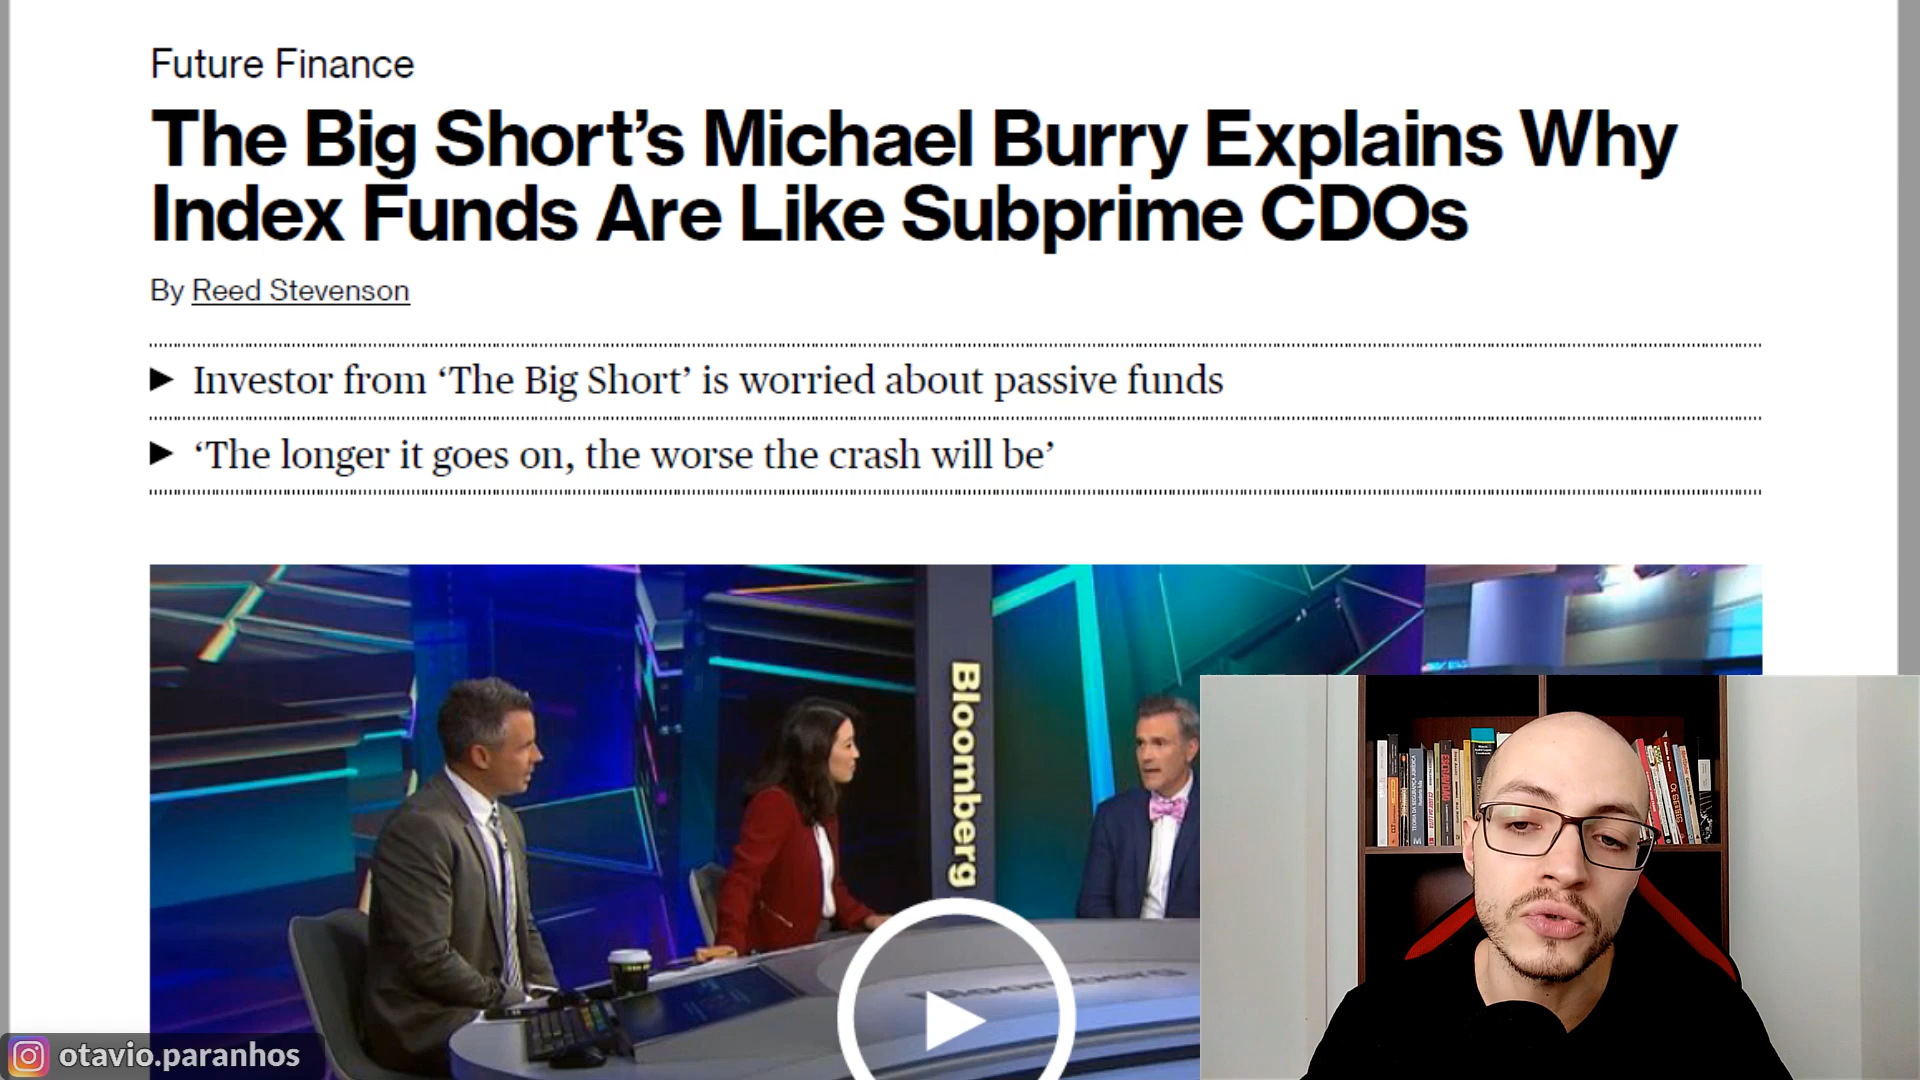 Future Finance
The Big Short’s Michael Burry Explains Why
Index Funds Are Like Subprime CDOs
By Reed Stevenson
Investor from ‘The Big Short’ is worried about passive funds
‘The longer it goes on, the worse the crash will be’
Bloomberg
ESCRAVIDÃO
otavio.paranhos